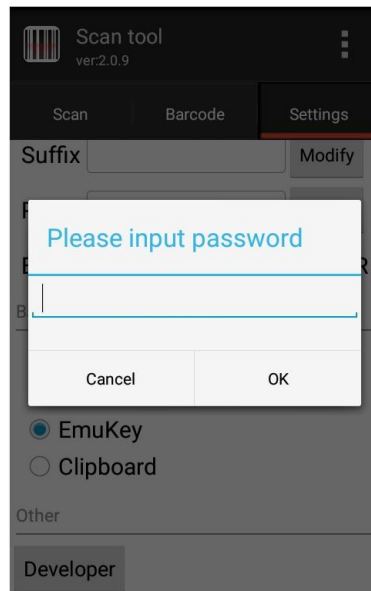 Scan tool
ver:2.0.9
Scan Barcode Settings
Suffix Modify
Please input password
Cancel OK
EmuKey
Clipboard
Other
Developer